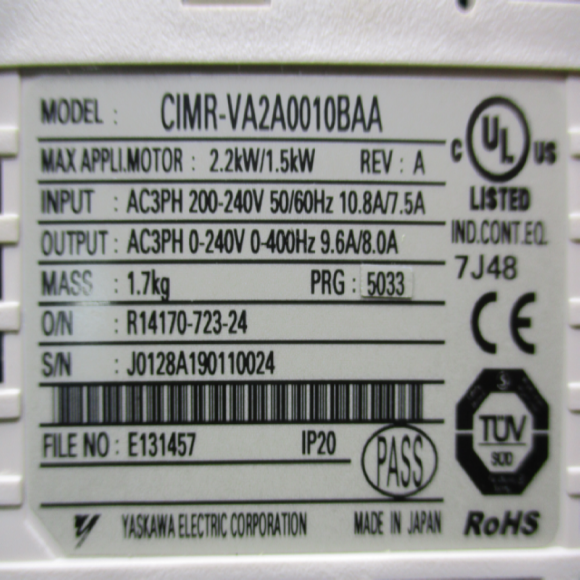 MODEL : CIMR-VA2A0010BAA
MAX APPLI.MOTOR : 2.2kW/1.5kW REV : A
INPUT : AC3PH 200-240V 50/60Hz 10.8A/7.5A
OUTPUT : AC3PH 0-240V 0-400Hz 9.6A/8.0A
MASS : 1.7kg PRG : 5033
O/N : R14170-723-24
S/N : J0128A190110024
FILE NO : E131457 IP20
PASS
YASKAWA ELECTRIC CORPORATION MADE IN JAPAN
C UL US
LISTED
IND.CONT.EQ.
7J48
CE
TÜV
SÜD
RoHS